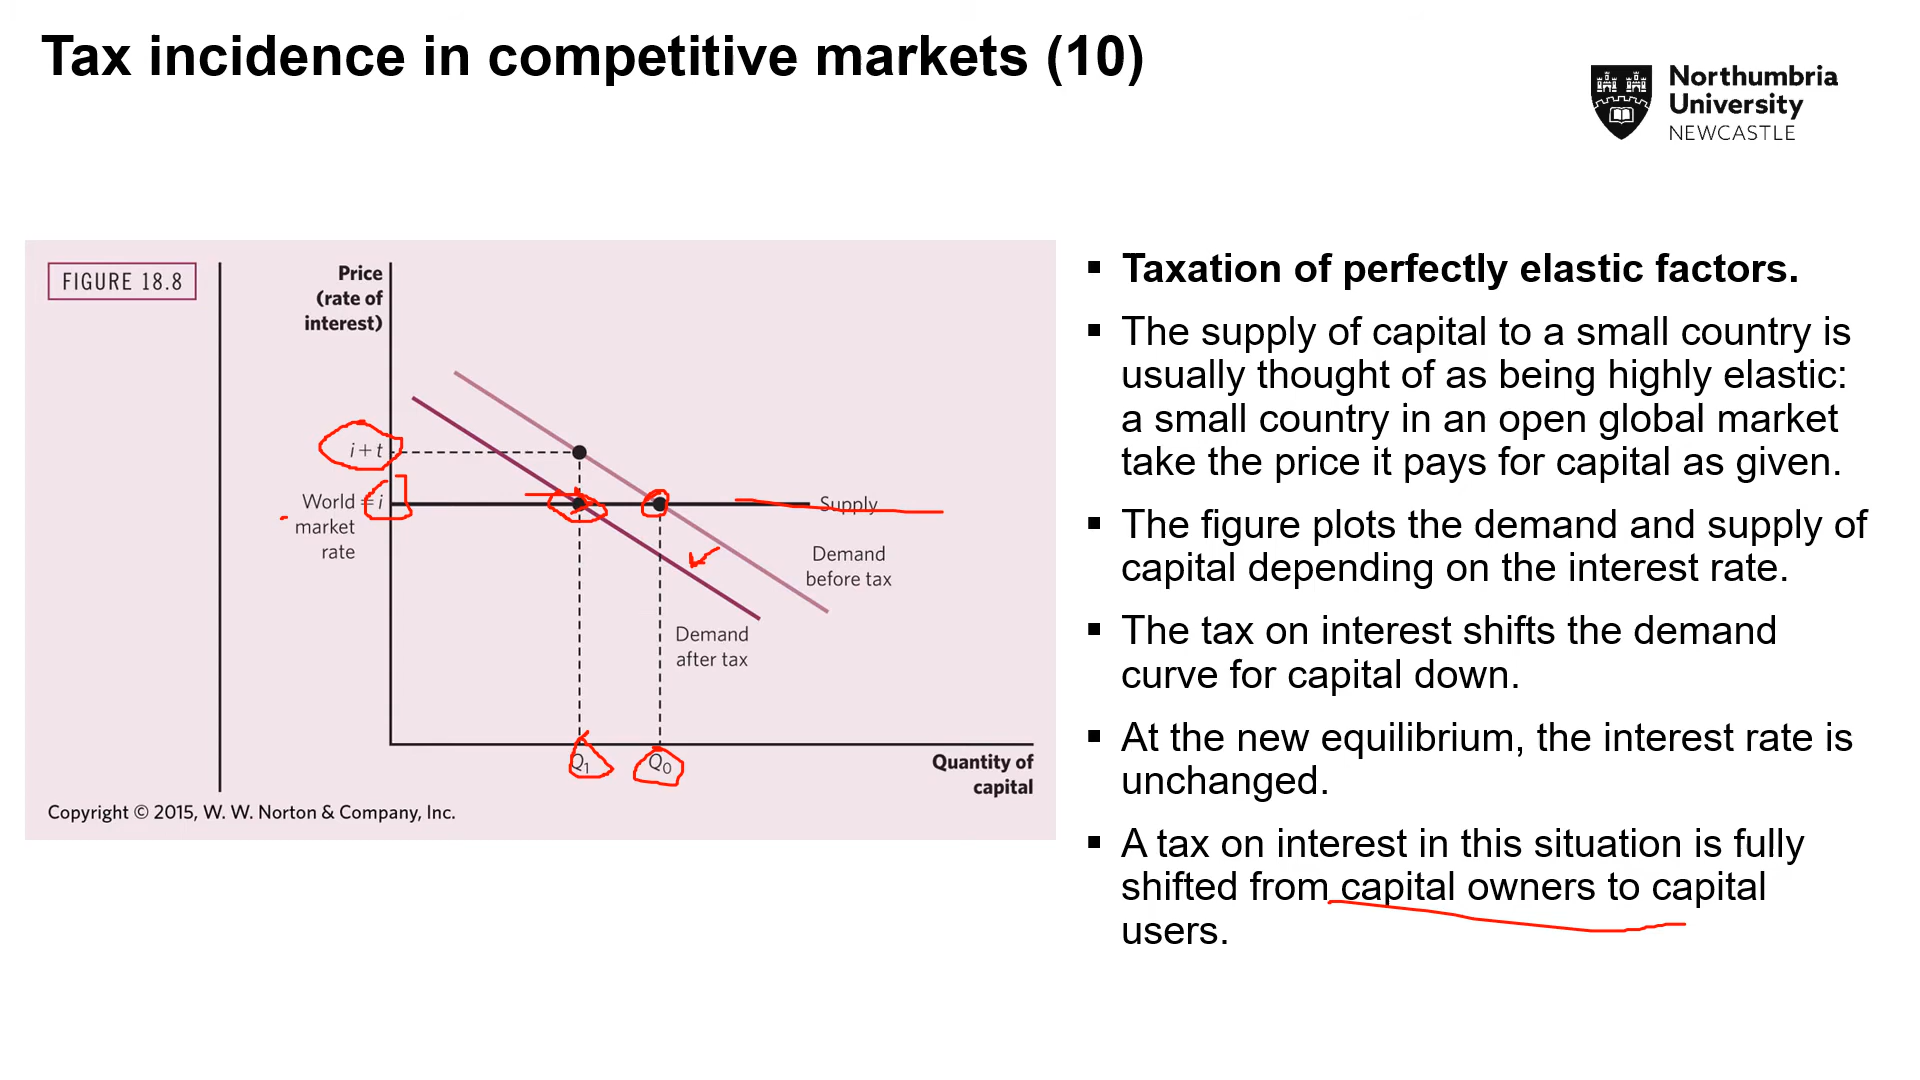 Tax incidence in competitive markets (10)
Northumbria
University
NEWCASTLE
FIGURE 18.8
Price
(rate of
interest)
i + t
World = i
market
rate
Supply
Demand
before tax
Demand
after tax
Q1
Q0
Quantity of
capital
Copyright © 2015, W. W. Norton & Company, Inc.
▪ Taxation of perfectly elastic factors.
▪ The supply of capital to a small country is
usually thought of as being highly elastic:
a small country in an open global market
take the price it pays for capital as given.
▪ The figure plots the demand and supply of
capital depending on the interest rate.
▪ The tax on interest shifts the demand
curve for capital down.
▪ At the new equilibrium, the interest rate is
unchanged.
▪ A tax on interest in this situation is fully
shifted from capital owners to capital
users.